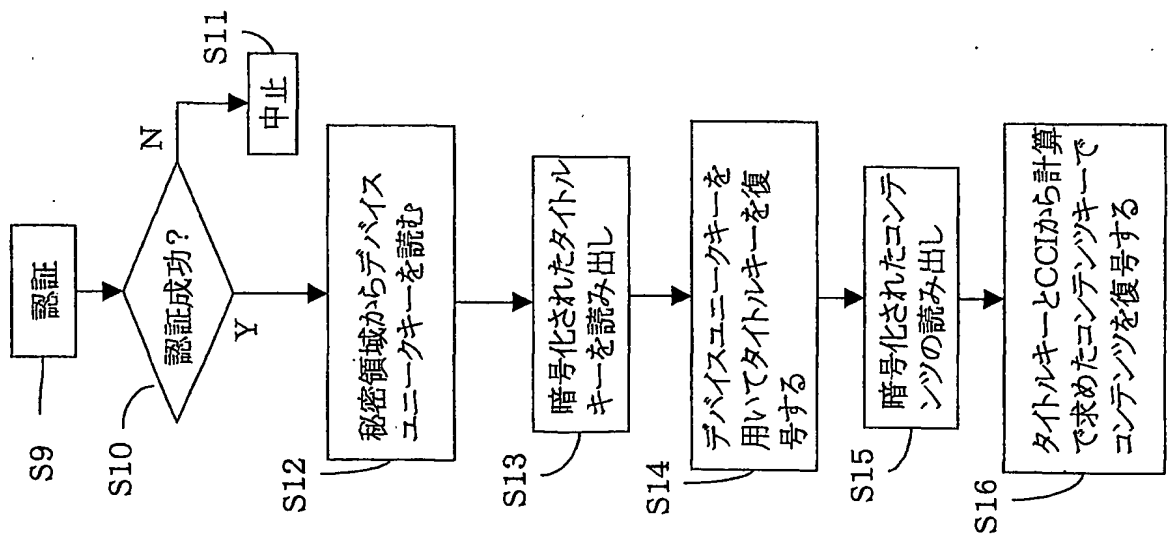 S9
認証
S10
認証成功？
N
S11
中止
Y
S12
秘密領域からデバイス
ユニークキーを読む
S13
暗号化されたタイトル
キーを読み出し
S14
デバイスユニークキーを
用いてタイトルキーを復
号する
S15
暗号化されたコンテ
ンツの読み出し
S16
タイトルキーとCCIから計算
で求めたコンテンツキーで
コンテンツを復号する